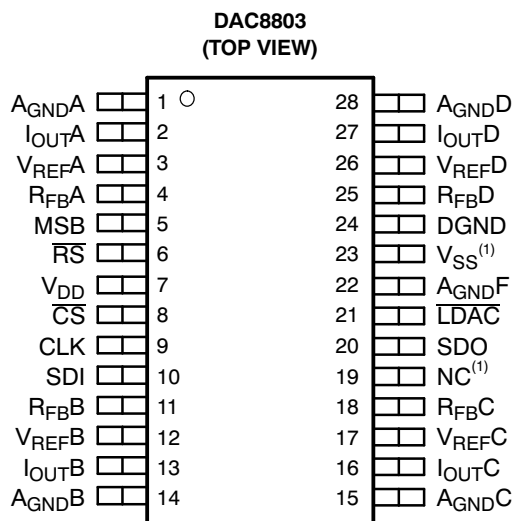 DAC8803
(TOP VIEW)
AGNDA 1 28 AGNDD
IOUTA 2 27 IOUTD
VREFA 3 26 VREFD
RFBA 4 25 RFBD
MSB 5 24 DGND
R̅S̅ 6 23 VSS(1)
VDD 7 22 AGNDF
C̅S̅ 8 21 L̅D̅A̅C̅
CLK 9 20 SDO
SDI 10 19 NC(1)
RFBB 11 18 RFBC
VREFB 12 17 VREFC
IOUTB 13 16 IOUTC
AGNDB 14 15 AGNDC